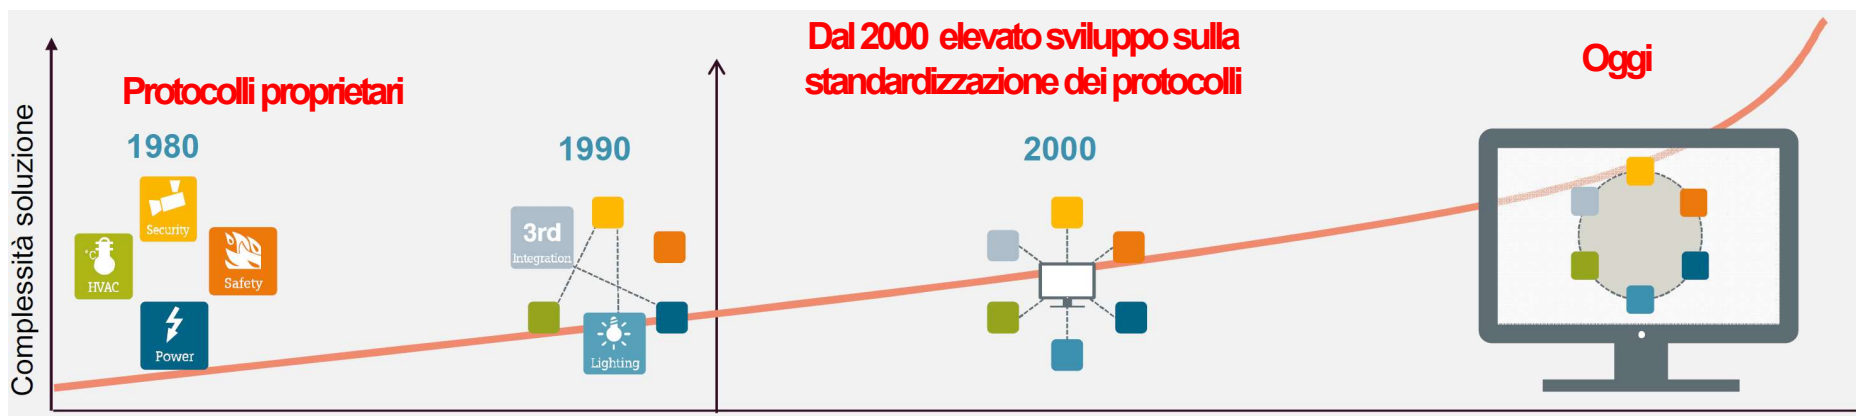 Complessità soluzione
Protocolli proprietari
1980
Security
°C
HVAC
Safety
Power
1990
3rd
Integration
Lighting
Dal 2000 elevato sviluppo sulla
standardizzazione dei protocolli
2000
Oggi